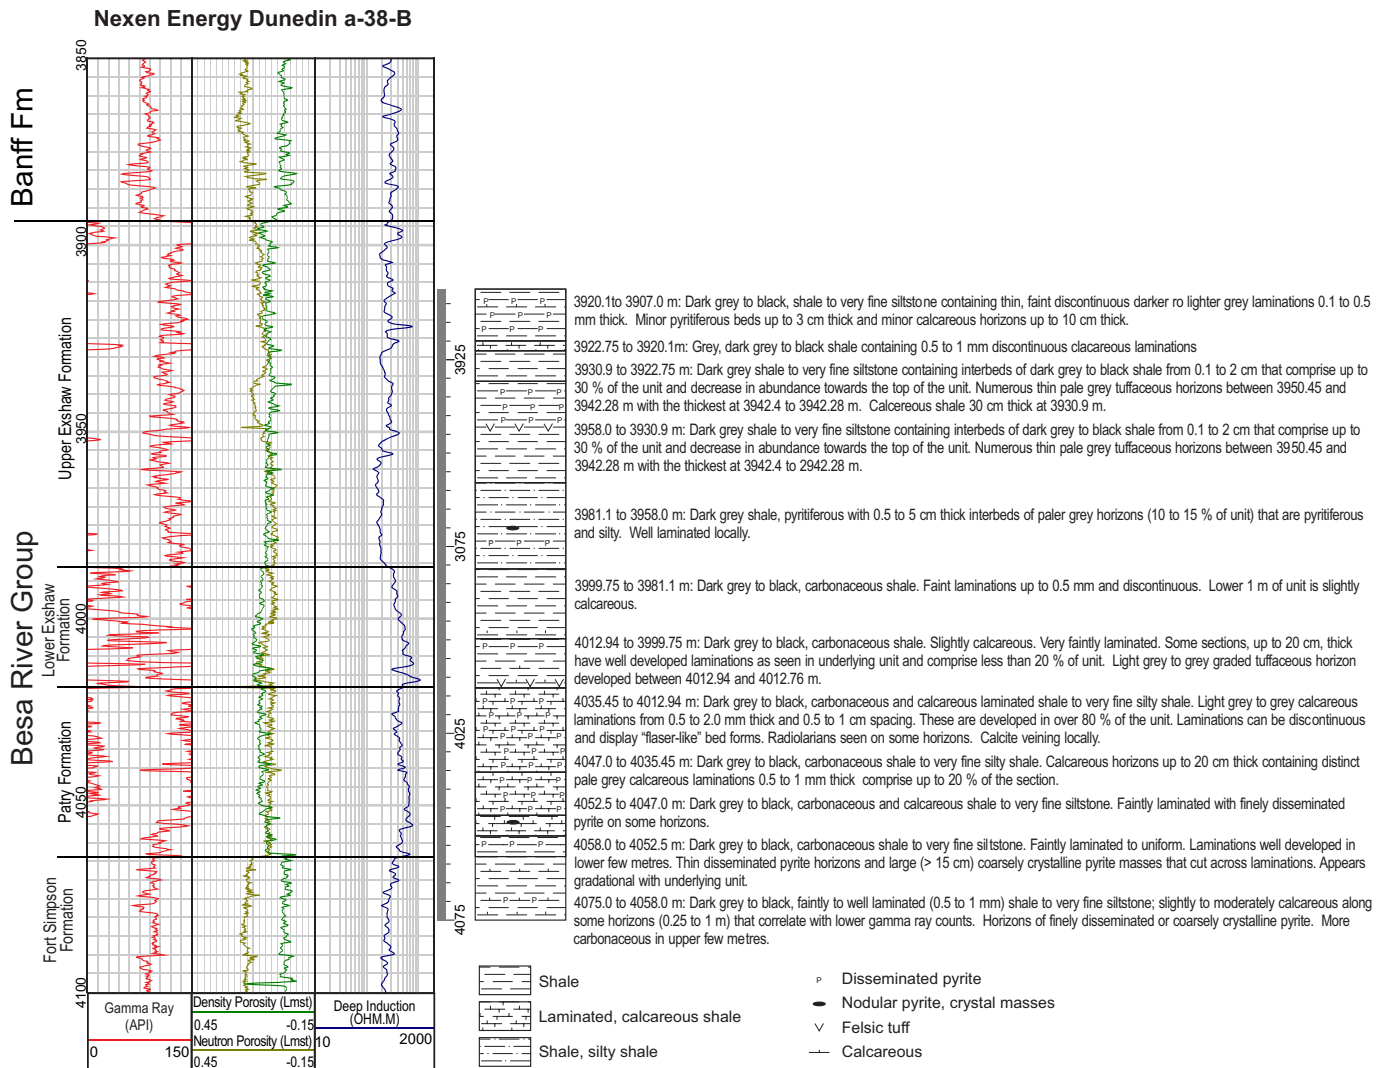 Nexen Energy Dunedin a-38-B
Banff Fm
Besa River Group
Upper Exshaw Formation
Lower Exshaw
Formation
Patry Formation
Fort Simpson
Formation
3850
3900
3950
4000
4050
4100
3925
3075
4025
4075
3920.1to 3907.0 m: Dark grey to black, shale to very fine siltstone containing thin, faint discontinuous darker ro lighter grey laminations 0.1 to 0.5
mm thick. Minor pyritiferous beds up to 3 cm thick and minor calcareous horizons up to 10 cm thick.
3922.75 to 3920.1m: Grey, dark grey to black shale containing 0.5 to 1 mm discontinuous clacareous laminations
3930.9 to 3922.75 m: Dark grey shale to very fine siltstone containing interbeds of dark grey to black shale from 0.1 to 2 cm that comprise up to
30 % of the unit and decrease in abundance towards the top of the unit. Numerous thin pale grey tuffaceous horizons between 3950.45 and
3942.28 m with the thickest at 3942.4 to 3942.28 m. Calcereous shale 30 cm thick at 3930.9 m.
3958.0 to 3930.9 m: Dark grey shale to very fine siltstone containing interbeds of dark grey to black shale from 0.1 to 2 cm that comprise up to
30 % of the unit and decrease in abundance towards the top of the unit. Numerous thin pale grey tuffaceous horizons between 3950.45 and
3942.28 m with the thickest at 3942.4 to 2942.28 m.
3981.1 to 3958.0 m: Dark grey shale, pyritiferous with 0.5 to 5 cm thick interbeds of paler grey horizons (10 to 15 % of unit) that are pyritiferous
and silty. Well laminated locally.
3999.75 to 3981.1 m: Dark grey to black, carbonaceous shale. Faint laminations up to 0.5 mm and discontinuous. Lower 1 m of unit is slightly
calcareous.
4012.94 to 3999.75 m: Dark grey to black, carbonaceous shale. Slightly calcareous. Very faintly laminated. Some sections, up to 20 cm, thick
have well developed laminations as seen in underlying unit and comprise less than 20 % of unit. Light grey to grey graded tuffaceous horizon
developed between 4012.94 and 4012.76 m.
4035.45 to 4012.94 m: Dark grey to black, carbonaceous and calcareous laminated shale to very fine silty shale. Light grey to grey calcareous
laminations from 0.5 to 2.0 mm thick and 0.5 to 1 cm spacing. These are developed in over 80 % of the unit. Laminations can be discontinuous
and display “flaser-like” bed forms. Radiolarians seen on some horizons. Calcite veining locally.
4047.0 to 4035.45 m: Dark grey to black, carbonaceous shale to very fine silty shale. Calcareous horizons up to 20 cm thick containing distinct
pale grey calcareous laminations 0.5 to 1 mm thick comprise up to 20 % of the section.
4052.5 to 4047.0 m: Dark grey to black, carbonaceous and calcareous shale to very fine siltstone. Faintly laminated with finely disseminated
pyrite on some horizons.
4058.0 to 4052.5 m: Dark grey to black, carbonaceous shale to very fine siltstone. Faintly laminated to uniform. Laminations well developed in
lower few metres. Thin disseminated pyrite horizon and large (> 15 cm) coarsely crystalline pyrite masses that cut across laminations. Appears
gradational with underlying unit.
4075.0 to 4058.0 m: Dark grey to black, faintly to well laminated (0.5 to 1 mm) shale to very fine siltstone; slightly to moderately calcareous along
some horizons (0.25 to 1 m) that correlate with lower gamma ray counts. Horizons of finely disseminated or coarsely crystalline pyrite. More
carbonaceous in upper few metres.
Gamma Ray
(API)
0 150
Density Porosity (Lmst)
0.45 -0.15
Neutron Porosity (Lmst)
0.45 -0.15
Deep Induction
(OHM.M)
10 2000
Shale
Laminated, calcareous shale
Shale, silty shale
P Disseminated pyrite
Nodular pyrite, crystal masses
Felsic tuff
Calcareous